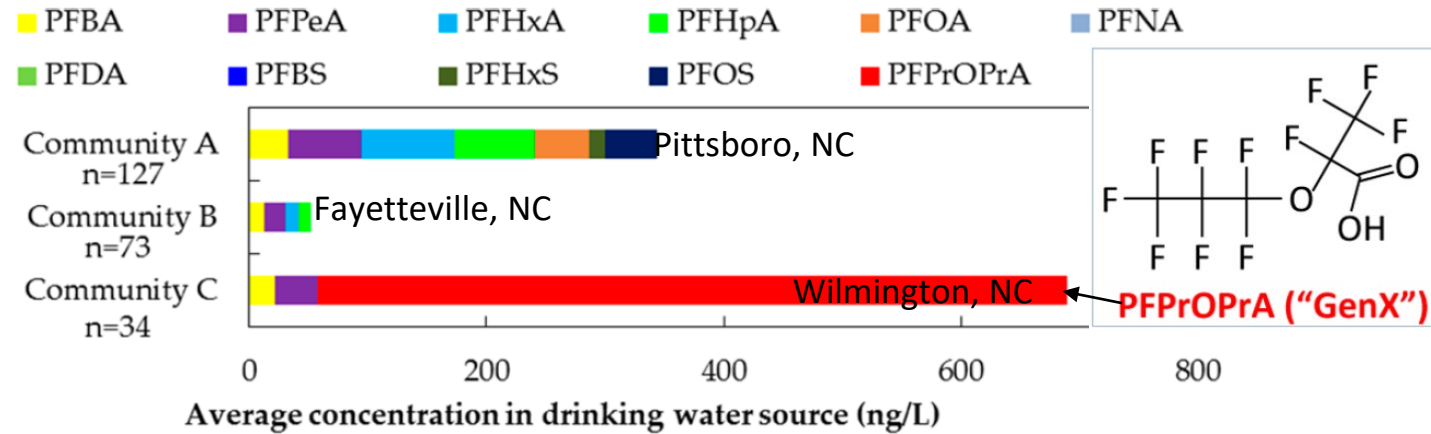 PFBA PFPeA PFHxA PFHpA PFOA PFNA
PFDA PFBS PFHxS PFOS PFPrOPrA
Community A
n=127
Pittsboro, NC
Community B
n=73
Fayetteville, NC
Community C
n=34
Wilmington, NC
0 200 400 600 800
Average concentration in drinking water source (ng/L)
F
F
F
F F F F
O
F O
OH
F F F
PFPrOPrA (“GenX”)